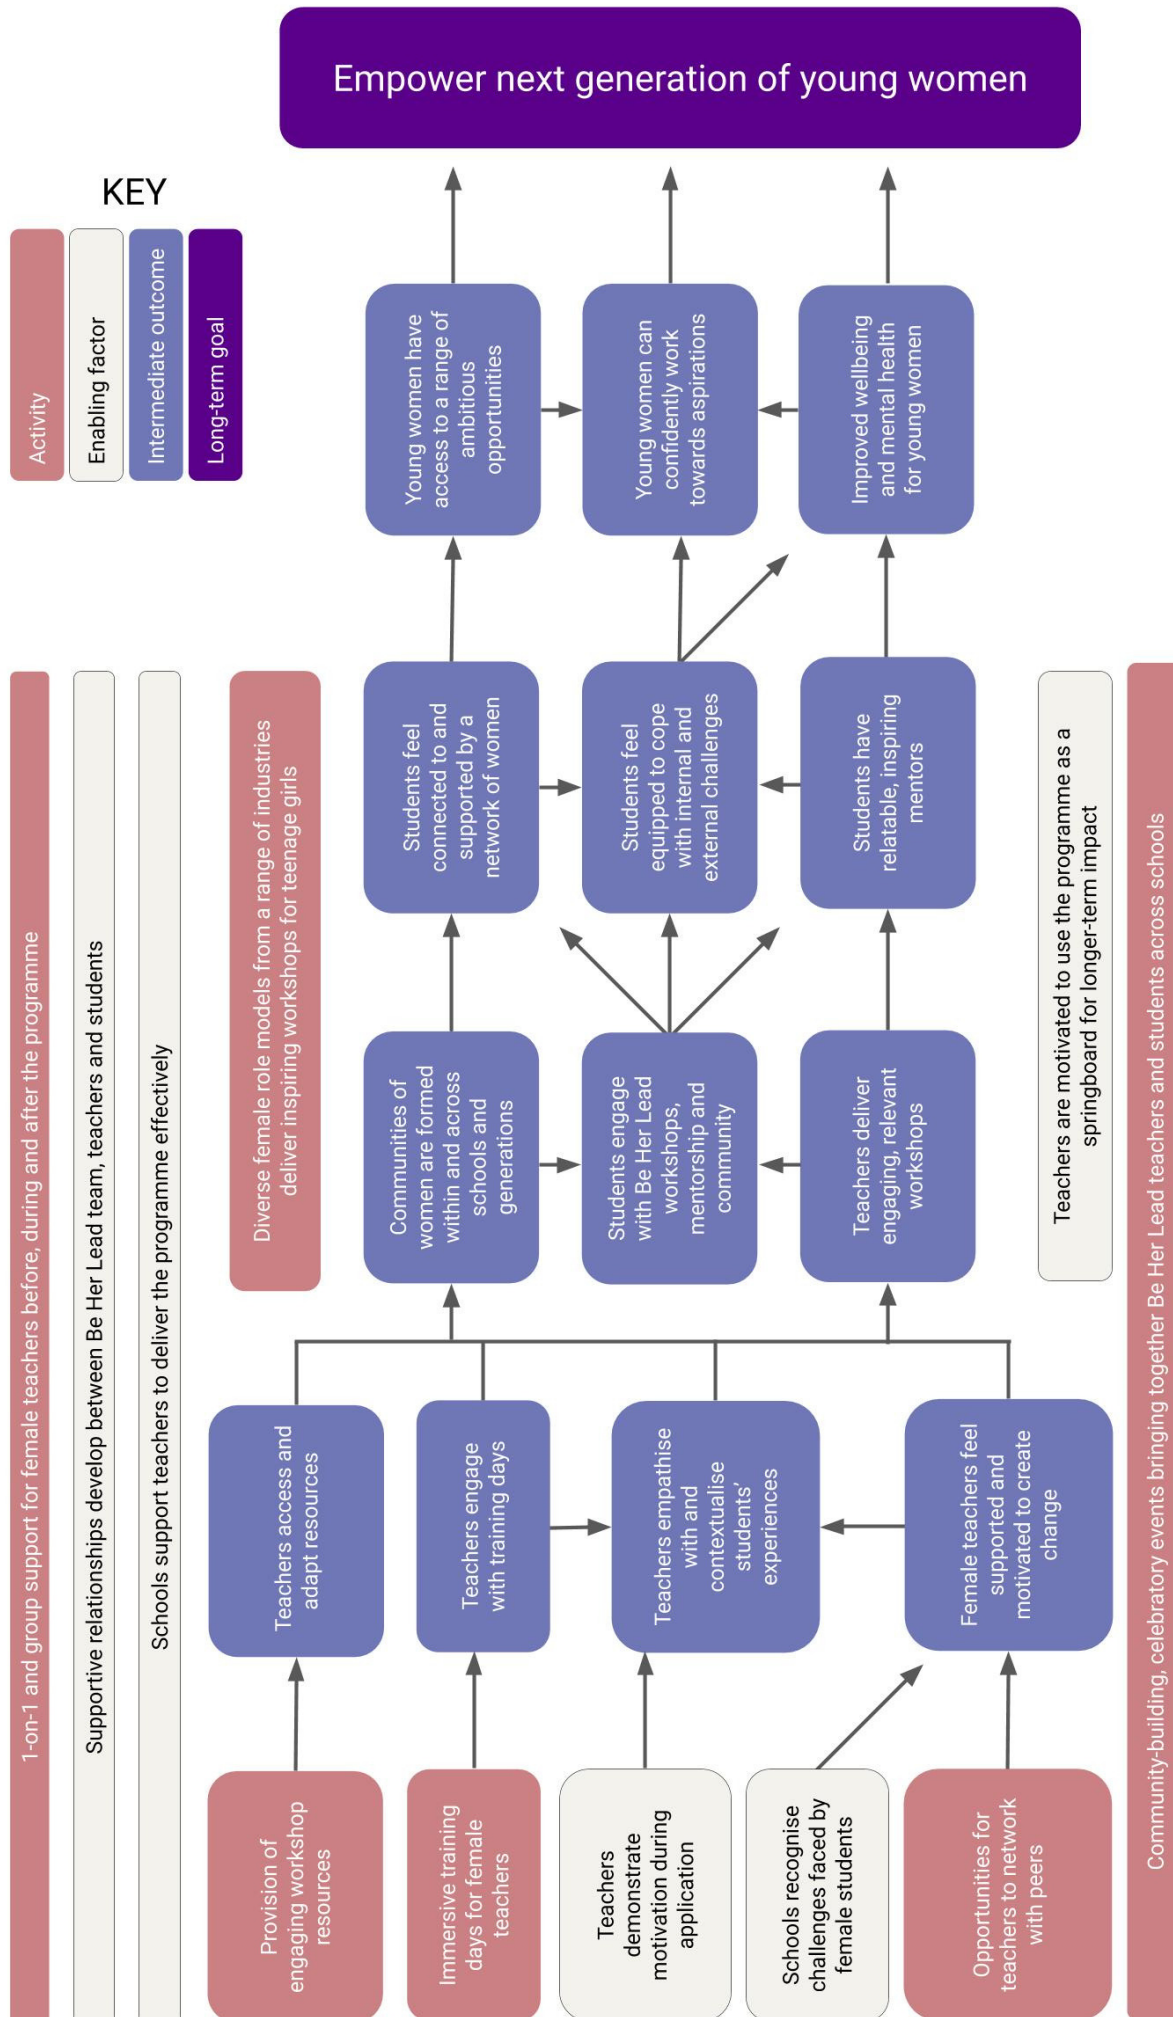 Empower next generation of young women
KEY
Activity
Enabling factor
Intermediate outcome
Long-term goal
1-on-1 and group support for female teachers before, during and after the programme
Supportive relationships develop between Be Her Lead team, teachers and students
Schools support teachers to deliver the programme effectively
Diverse female role models from a range of industries
deliver inspiring workshops for teenage girls
Provision of
engaging workshop
resources
Immersive training
days for female
teachers
Teachers
demonstrate
motivation during
application
Schools recognise
challenges faced by
female students
Opportunities for
teachers to network
with peers
Teachers access and
adapt resources
Teachers engage
with training days
Teachers empathise
with and
contextualise
students’
experiences
Female teachers feel
supported and
motivated to create
change
Communities of
women are formed
within and across
schools and
generations
Students engage
with Be Her Lead
workshops,
mentorship and
community
Teachers deliver
engaging, relevant
workshops
Students feel
connected to and
supported by a
network of women
Students feel
equipped to cope
with internal and
external challenges
Students have
relatable, inspiring
mentors
Young women have
access to a range of
ambitious
opportunities
Young women can
confidently work
towards aspirations
Improved wellbeing
and mental health
for young women
Teachers are motivated to use the programme as a
springboard for longer-term impact
Community-building, celebratory events bringing together Be Her Lead teachers and students across schools